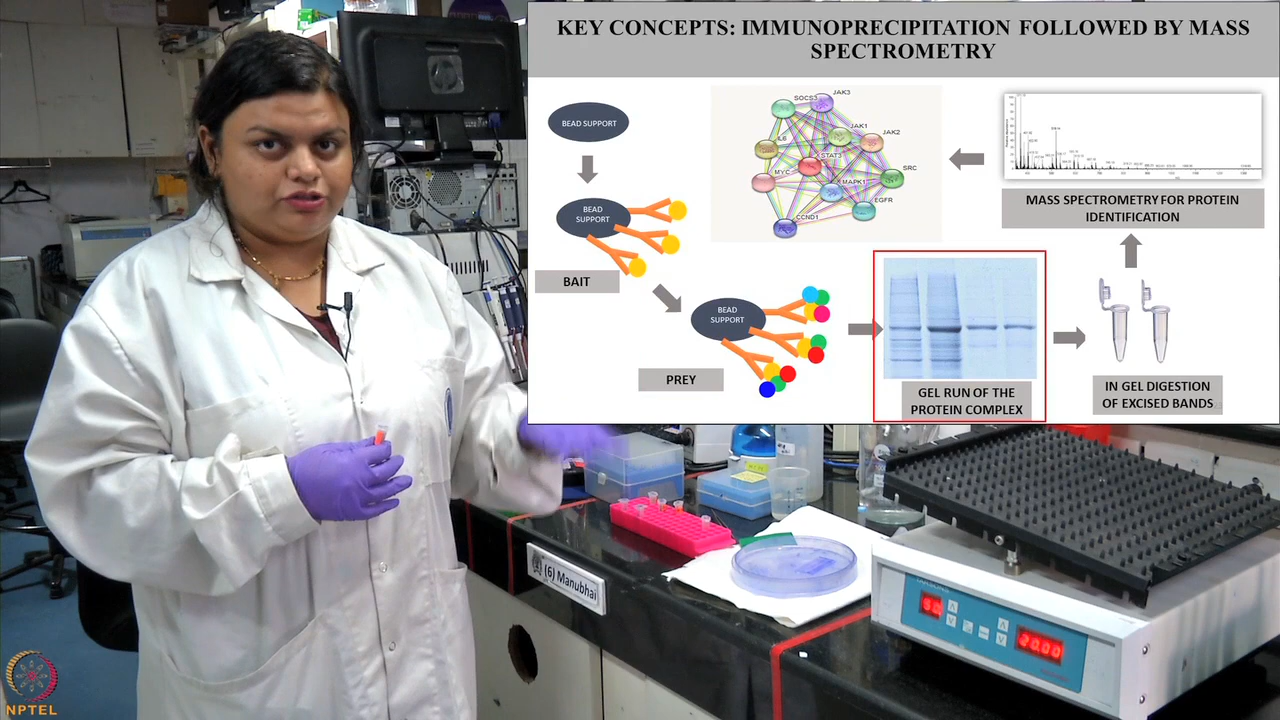 KEY CONCEPTS: IMMUNOPRECIPITATION FOLLOWED BY MASS
SPECTROMETRY
BEAD SUPPORT
BEAD
SUPPORT
BAIT
BEAD
SUPPORT
PREY
SOCS3
JAK3
JAK1
JAK2
IL6
STAT3
SRC
MYC
MAPK1
EGFR
CCND1
MASS SPECTROMETRY FOR PROTEIN
IDENTIFICATION
GEL RUN OF THE
PROTEIN COMPLEX
IN GEL DIGESTION
OF EXCISED BANDS
(6) Manubhai
20.00
NPTEL